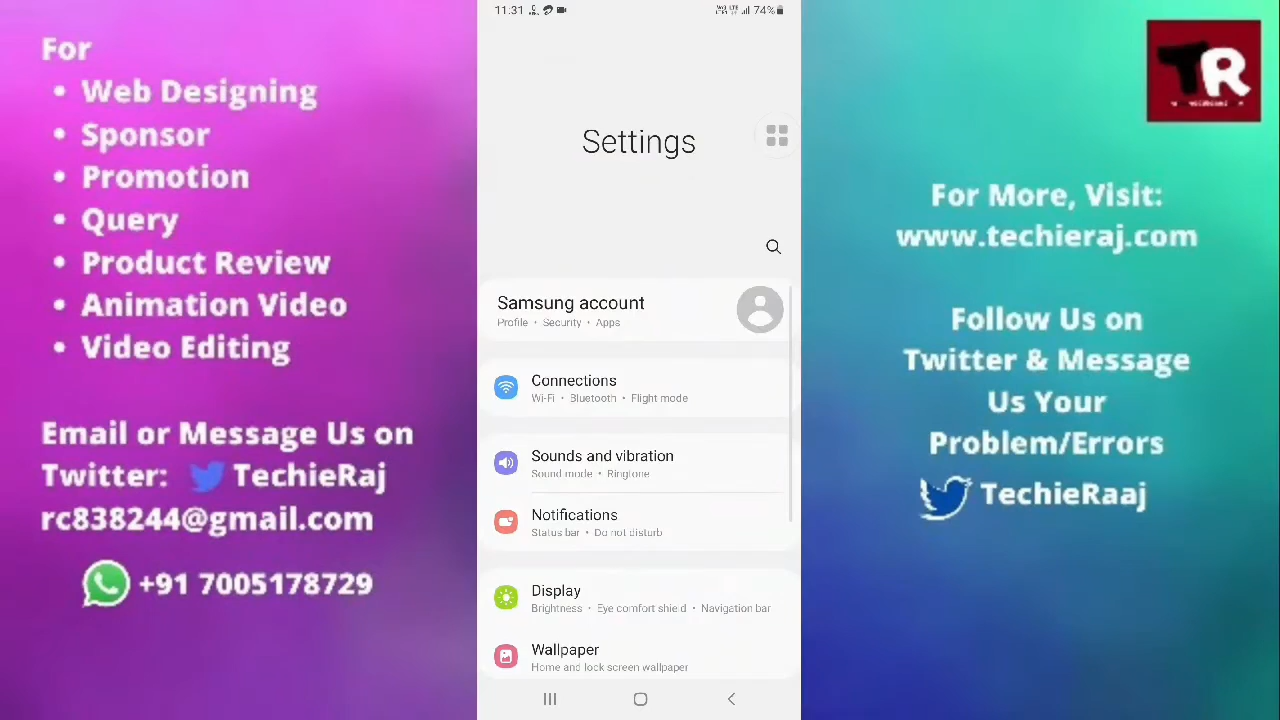 For
• Web Designing
• Sponsor
• Promotion
• Query
• Product Review
• Animation Video
• Video Editing
Email or Message Us on
Twitter: TechieRaj
rc838244@gmail.com
+91 7005178729
11.31
74%
Settings
Samsung account
Profile • Security • Apps
Connections
Wi-Fi • Bluetooth • Flight mode
Sounds and vibration
Sound mode • Ringtone
Notifications
Status bar • Do not disturb
Display
Brightness • Eye comfort shield • Navigation bar
Wallpaper
Home and lock screen wallpaper
TR
For More, Visit:
www.techieraj.com
Follow Us on
Twitter & Message
Us Your
Problem/Errors
TechieRaaj